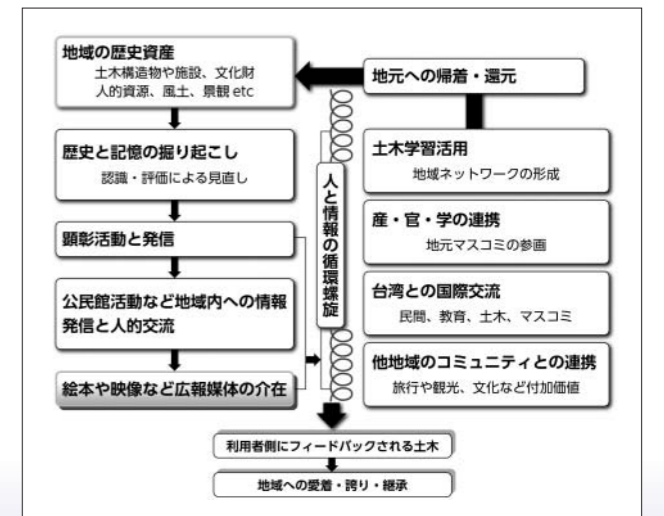 地域の歴史資産
土木構造物や施設、文化財
人的資源、風土、景観 etc
歴史と記憶の掘り起こし
認識・評価による見直し
顕彰活動と発信
公民館活動など地域内への情報
発信と人的交流
絵本や映像など広報媒体の介在
人と情報の循環螺旋
地元への帰着・還元
土木学習活用
地域ネットワークの形成
産・官・学の連携
地元マスコミの参画
台湾との国際交流
民間、教育、土木、マスコミ
他地域のコミュニティとの連携
旅行や観光、文化など付加価値
利用者側にフィードバックされる土木
地域への愛着・誇り・継承